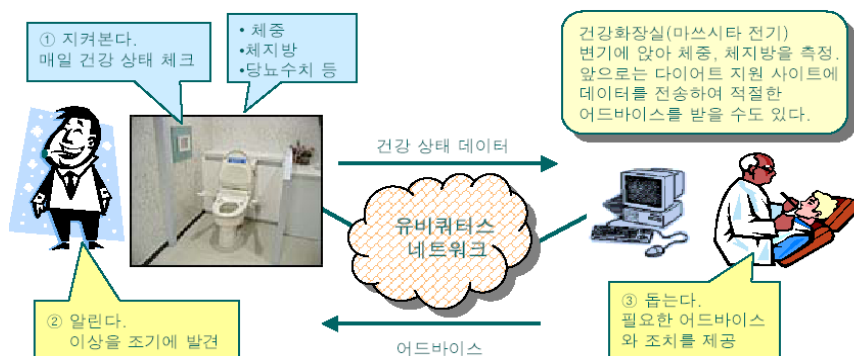 ① 지켜본다.
매일 건강 상태 체크
• 체중
•체지방
•당뇨수치 등
건강화장실(마쓰시타 전기)
변기에 앉아 체중, 체지방을 측정.
앞으로는 다이어트 지원 사이트에
데이터를 전송하여 적절한
어드바이스를 받을 수도 있다.
건강 상태 데이터
유비쿼터스
네트워크
② 알린다.
이상을 조기에 발견
③ 돕는다.
필요한 어드바이스
와 조치를 제공
어드바이스